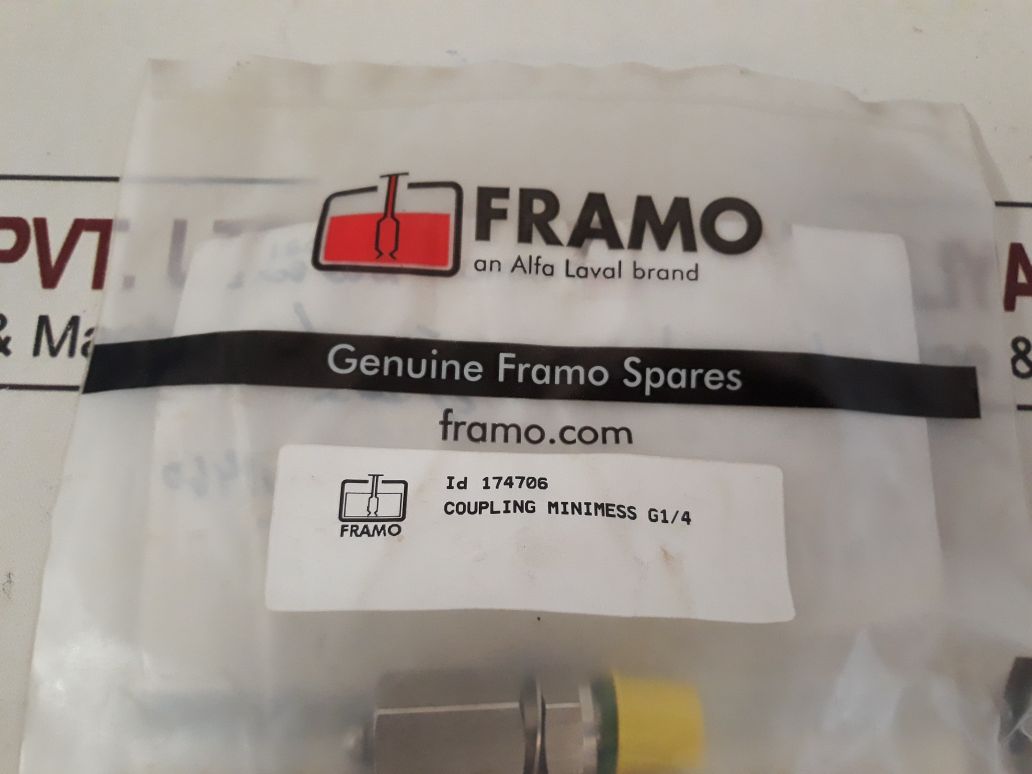 FRAMO
an Alfa Laval brand
PVT.
& Ma
A
&
Genuine Framo Spares
framo.com
Id 174706
COUPLING MINIMESS G1/4
FRAMO